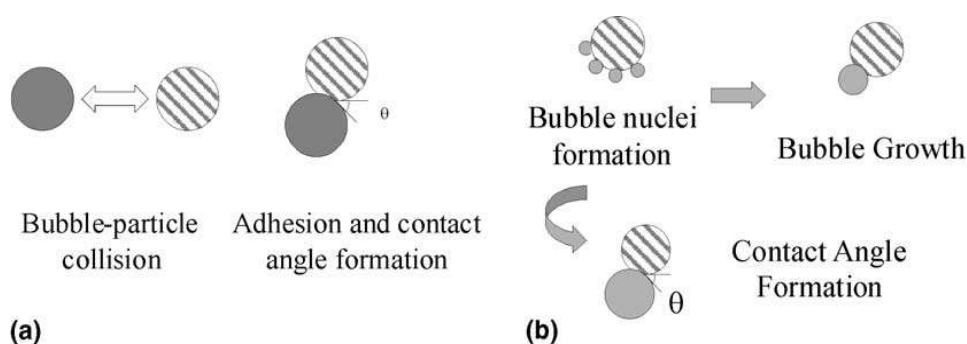 θ
Bubble-particle
collision
Adhesion and contact
angle formation
(a)
Bubble nuclei
formation
Bubble Growth
θ
Contact Angle
Formation
(b)